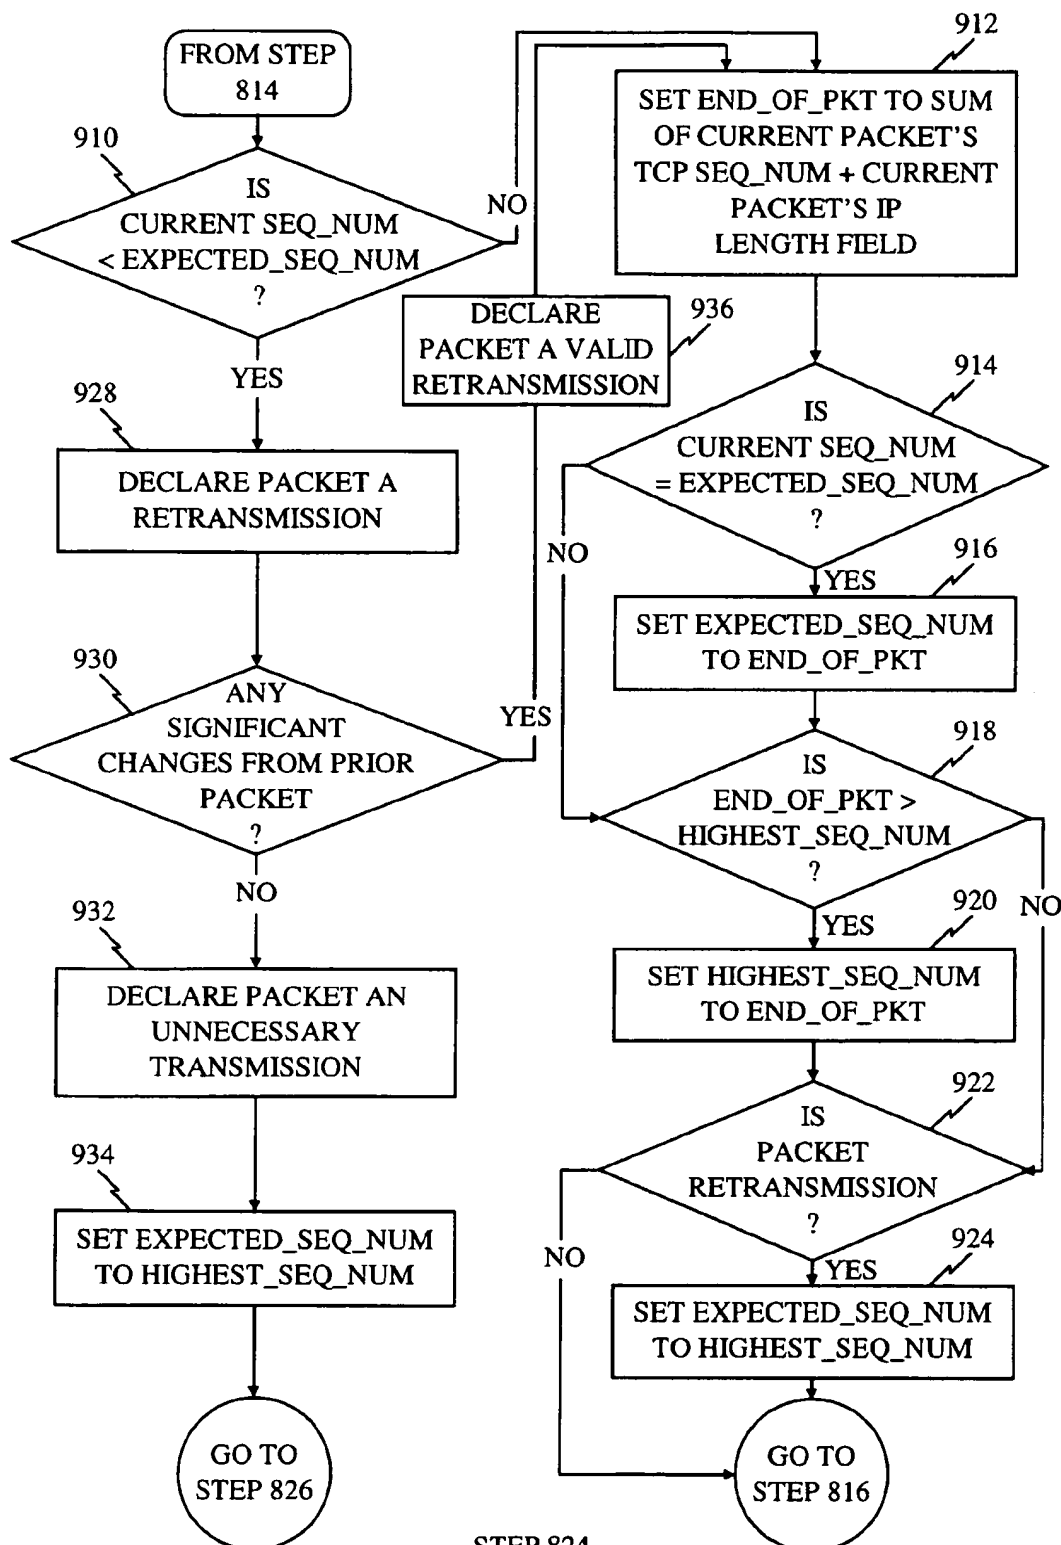 FROM STEP
814
910
IS
CURRENT SEQ_NUM
< EXPECTED_SEQ_NUM
?
NO
YES
928
DECLARE PACKET A
RETRANSMISSION
930
ANY
SIGNIFICANT
CHANGES FROM PRIOR
PACKET
?
YES
NO
932
DECLARE PACKET AN
UNNECESSARY
TRANSMISSION
934
SET EXPECTED_SEQ_NUM
TO HIGHEST_SEQ_NUM
GO TO
STEP 826
DECLARE
PACKET A VALID
RETRANSMISSION
936
912
SET END_OF_PKT TO SUM
OF CURRENT PACKET'S
TCP SEQ_NUM + CURRENT
PACKET'S IP
LENGTH FIELD
914
IS
CURRENT SEQ_NUM
= EXPECTED_SEQ_NUM
?
NO
YES
916
SET EXPECTED_SEQ_NUM
TO END_OF_PKT
918
IS
END_OF_PKT >
HIGHEST_SEQ_NUM
?
NO
YES
920
SET HIGHEST_SEQ_NUM
TO END_OF_PKT
922
IS
PACKET
RETRANSMISSION
?
NO
YES
924
SET EXPECTED_SEQ_NUM
TO HIGHEST_SEQ_NUM
GO TO
STEP 816
STEP 824